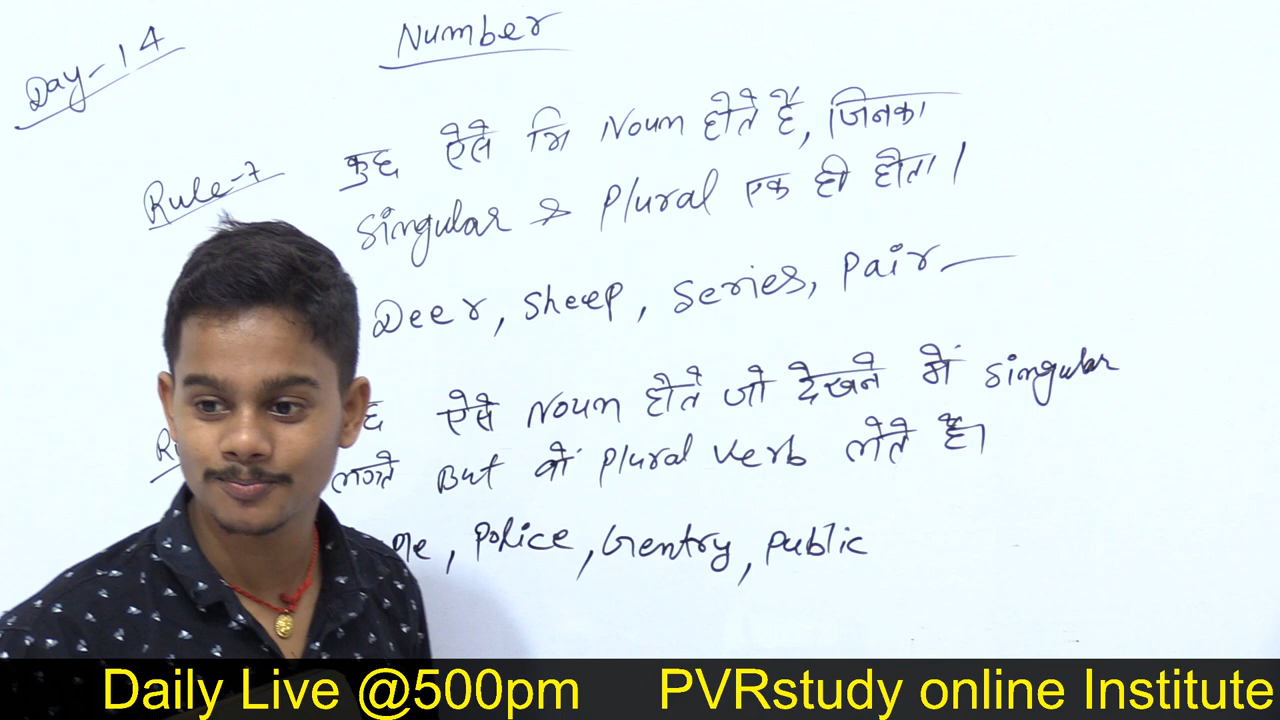 Day-14
Number
Rule-7 कुछ ऐसे भी Noun होते हैं, जिनका
Singular & Plural एक ही होता।
Deer, Sheep, Series, Pair
ऐसे Noun होते जो देखने में singular
लगते But वो plural verb लेते हैं।
ple, Police, Gentry, Public
Daily Live @500pm PVRstudy online Institute